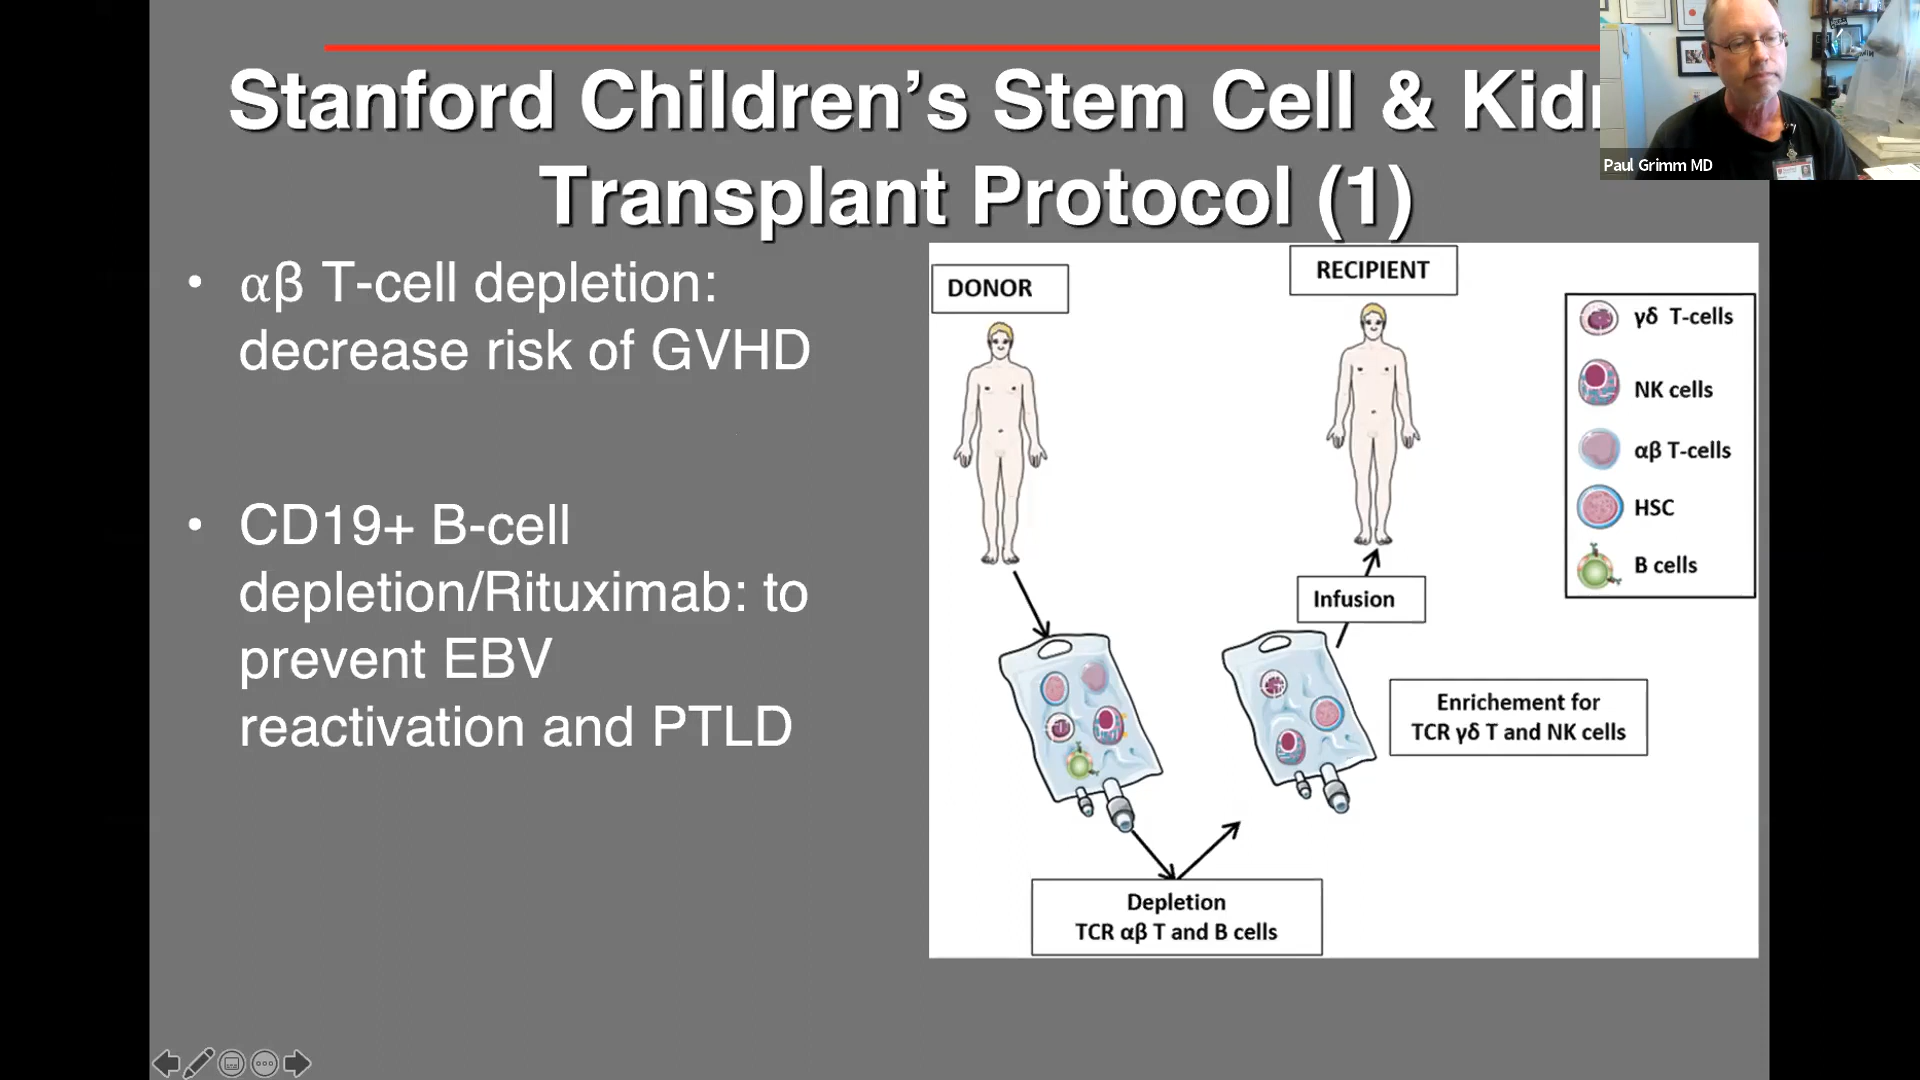 Stanford Children’s Stem Cell & Kid
Transplant Protocol (1)
Paul Grimm MD
• αβ T-cell depletion:
decrease risk of GVHD
• CD19+ B-cell
depletion/Rituximab: to
prevent EBV
reactivation and PTLD
DONOR
RECIPIENT
γδ T-cells
NK cells
αβ T-cells
HSC
B cells
Infusion
Enrichement for
TCR γδ T and NK cells
Depletion
TCR αβ T and B cells